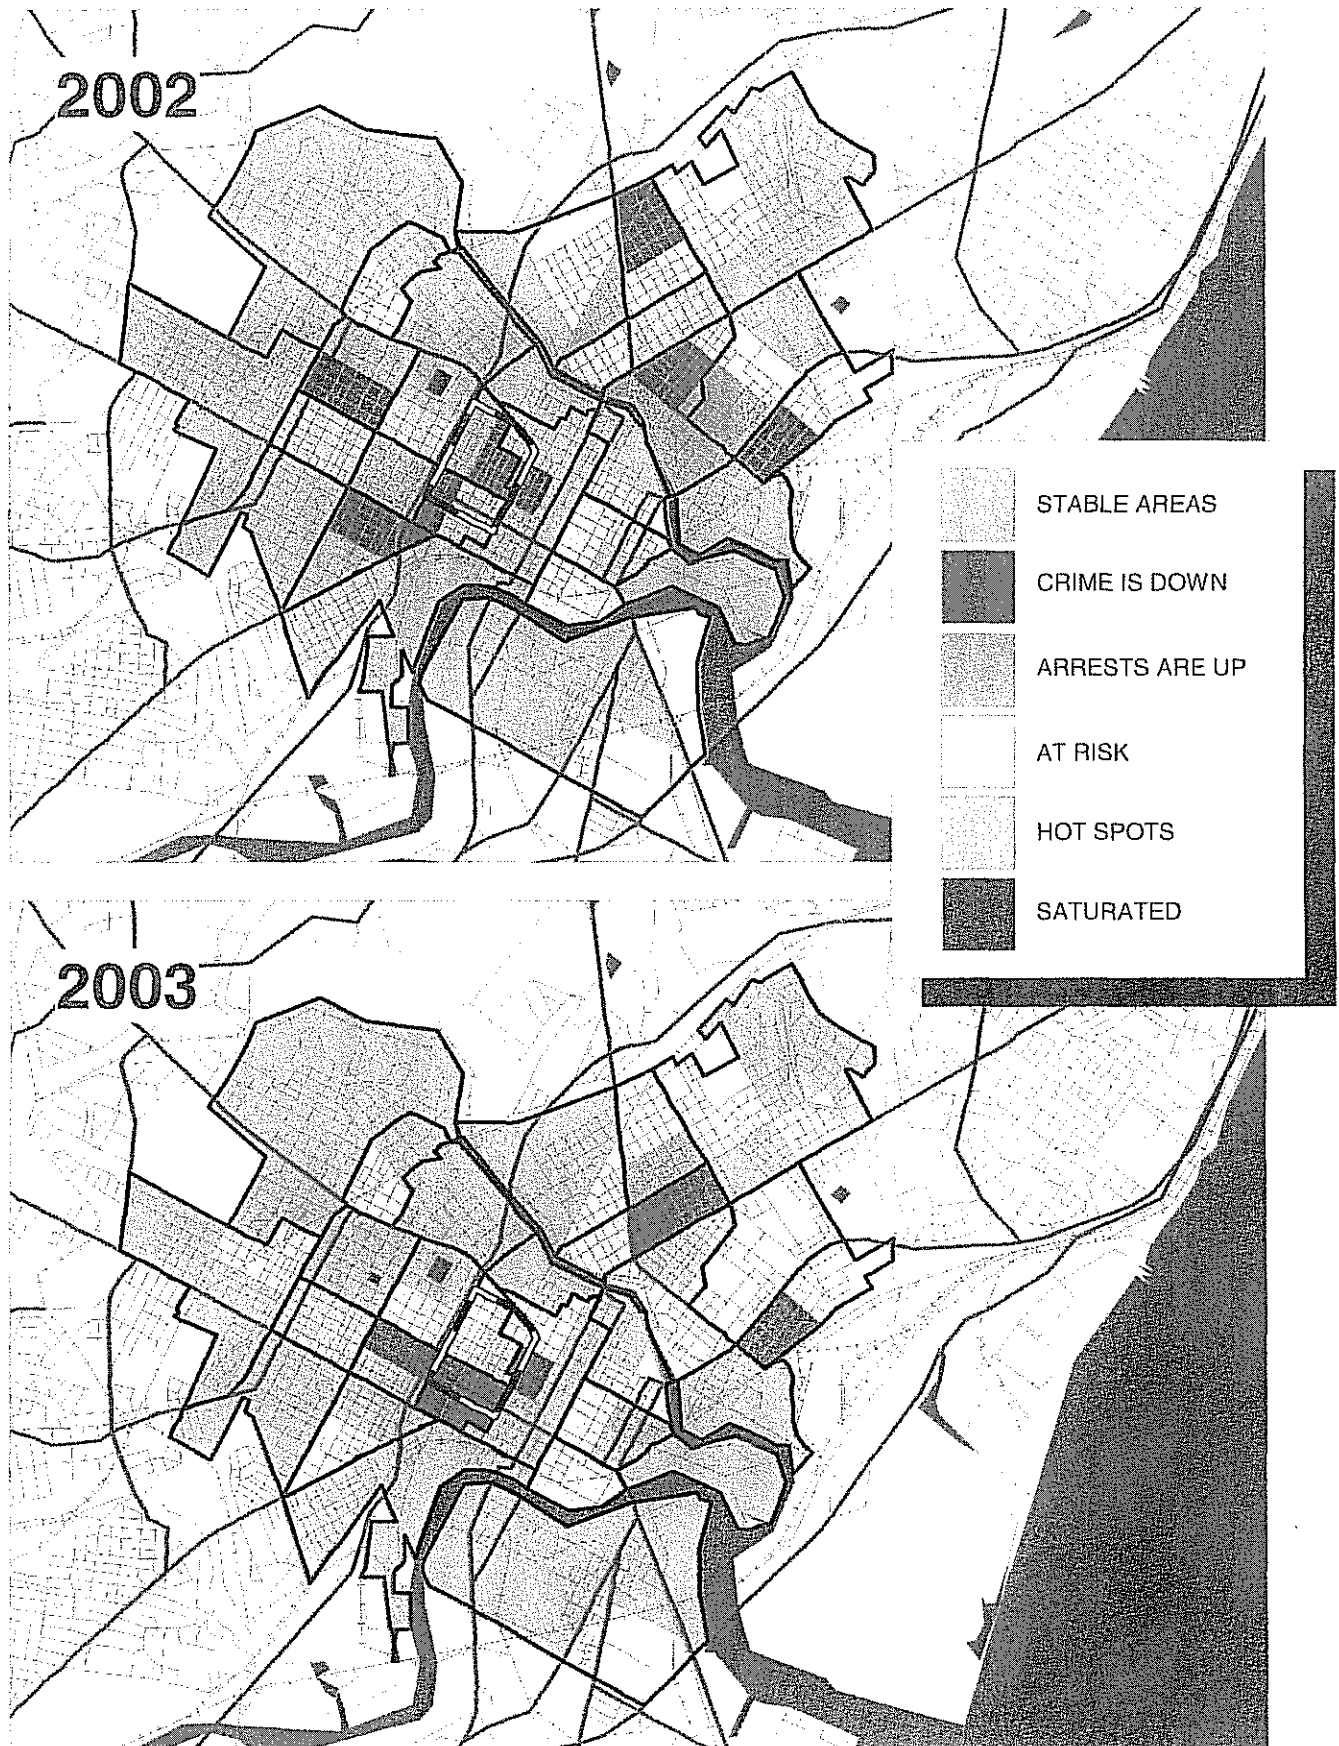 2002
STABLE AREAS
CRIME IS DOWN
ARRESTS ARE UP
AT RISK
HOT SPOTS
SATURATED
2003